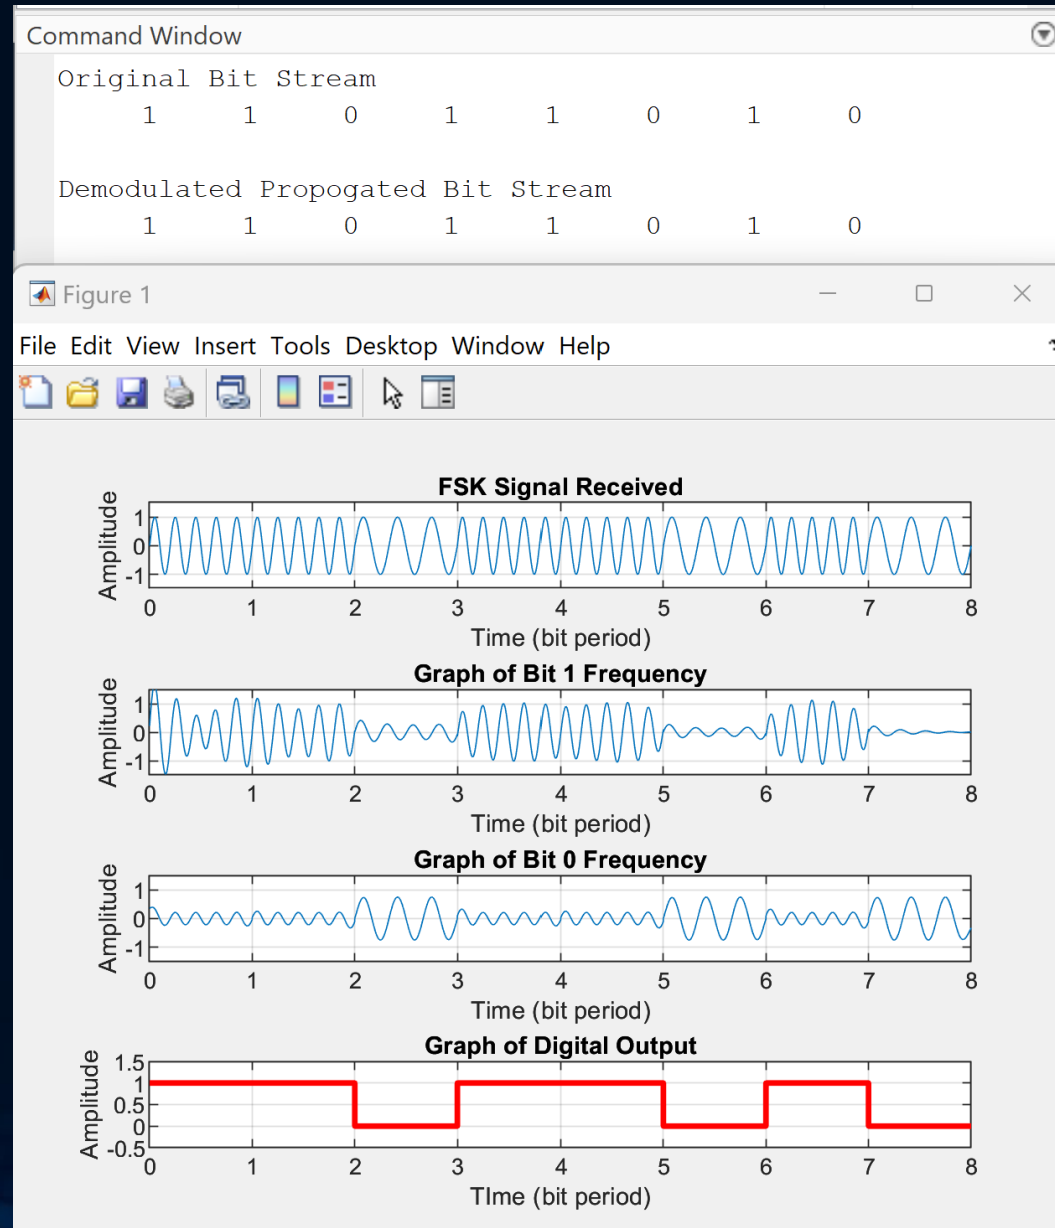 Command Window
Original Bit Stream
1 1 0 1 1 0 1 0
Demodulated Propogated Bit Stream
1 1 0 1 1 0 1 0
Figure 1
File Edit View Insert Tools Desktop Window Help
FSK Signal Received
Amplitude
1
0
-1
0 1 2 3 4 5 6 7 8
Time (bit period)
Graph of Bit 1 Frequency
Amplitude
1
0
-1
0 1 2 3 4 5 6 7 8
Time (bit period)
Graph of Bit 0 Frequency
Amplitude
1
0
-1
0 1 2 3 4 5 6 7 8
Time (bit period)
Graph of Digital Output
Amplitude
1.5
1
0.5
0
-0.5
0 1 2 3 4 5 6 7 8
TIme (bit period)